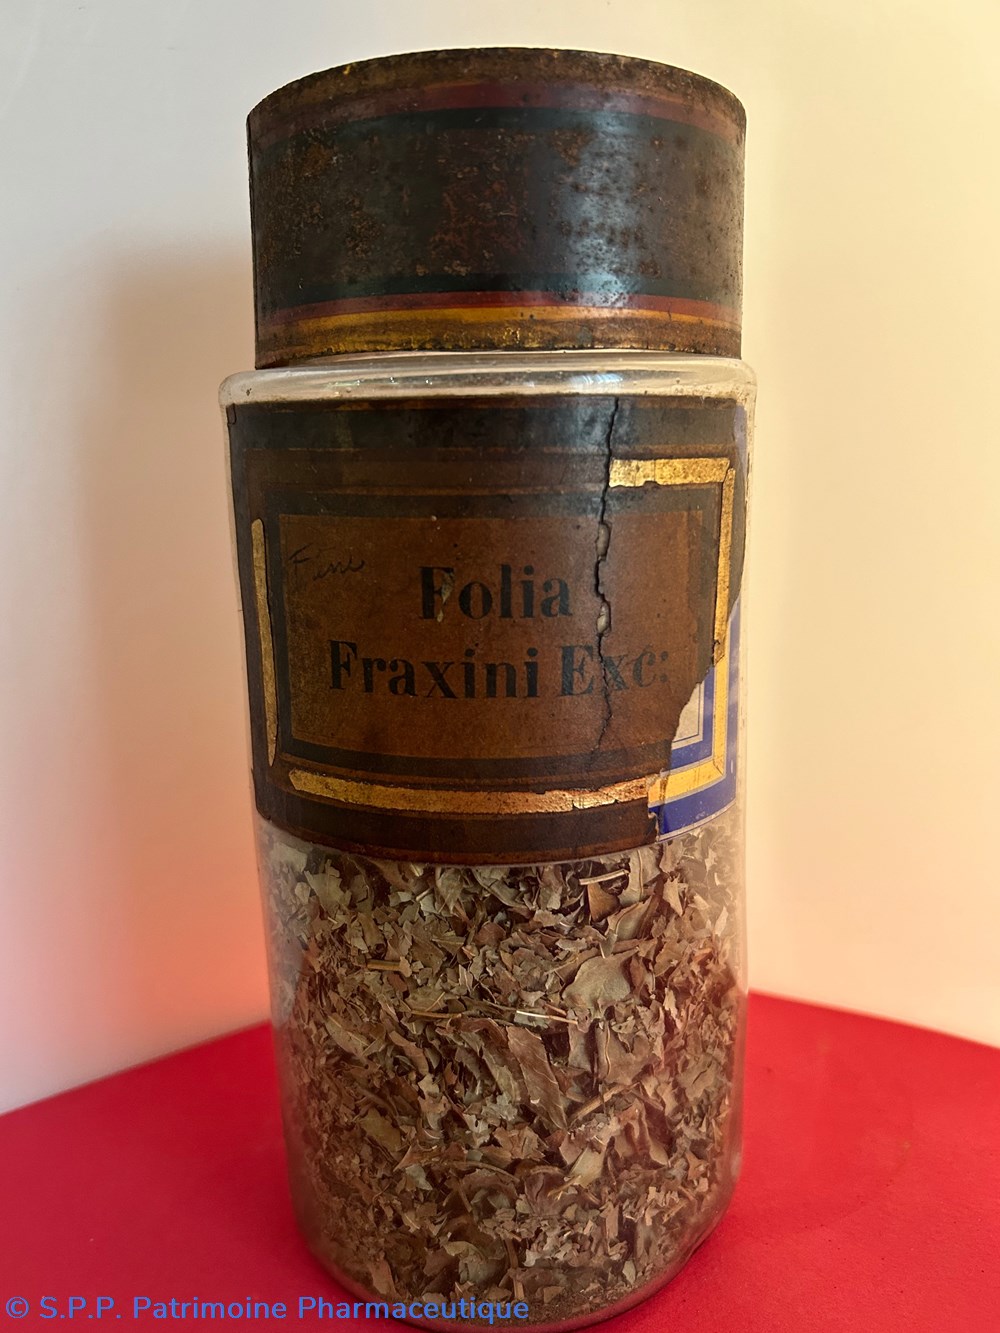 Folia
Fraxini Exc:
© S.P.P. Patrimoine Pharmaceutique